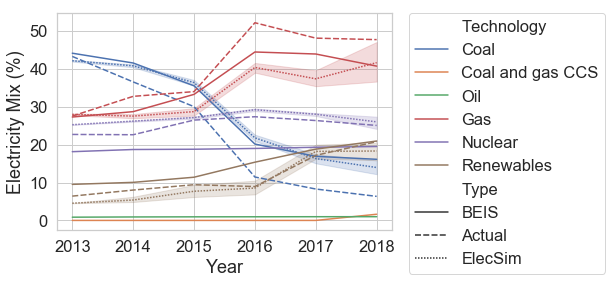 Electricity Mix (%)
50
40
30
20
10
0
2013 2014 2015 2016 2017 2018
Year
Technology
Coal
Coal and gas CCS
Oil
Gas
Nuclear
Renewables
Type
BEIS
Actual
ElecSim